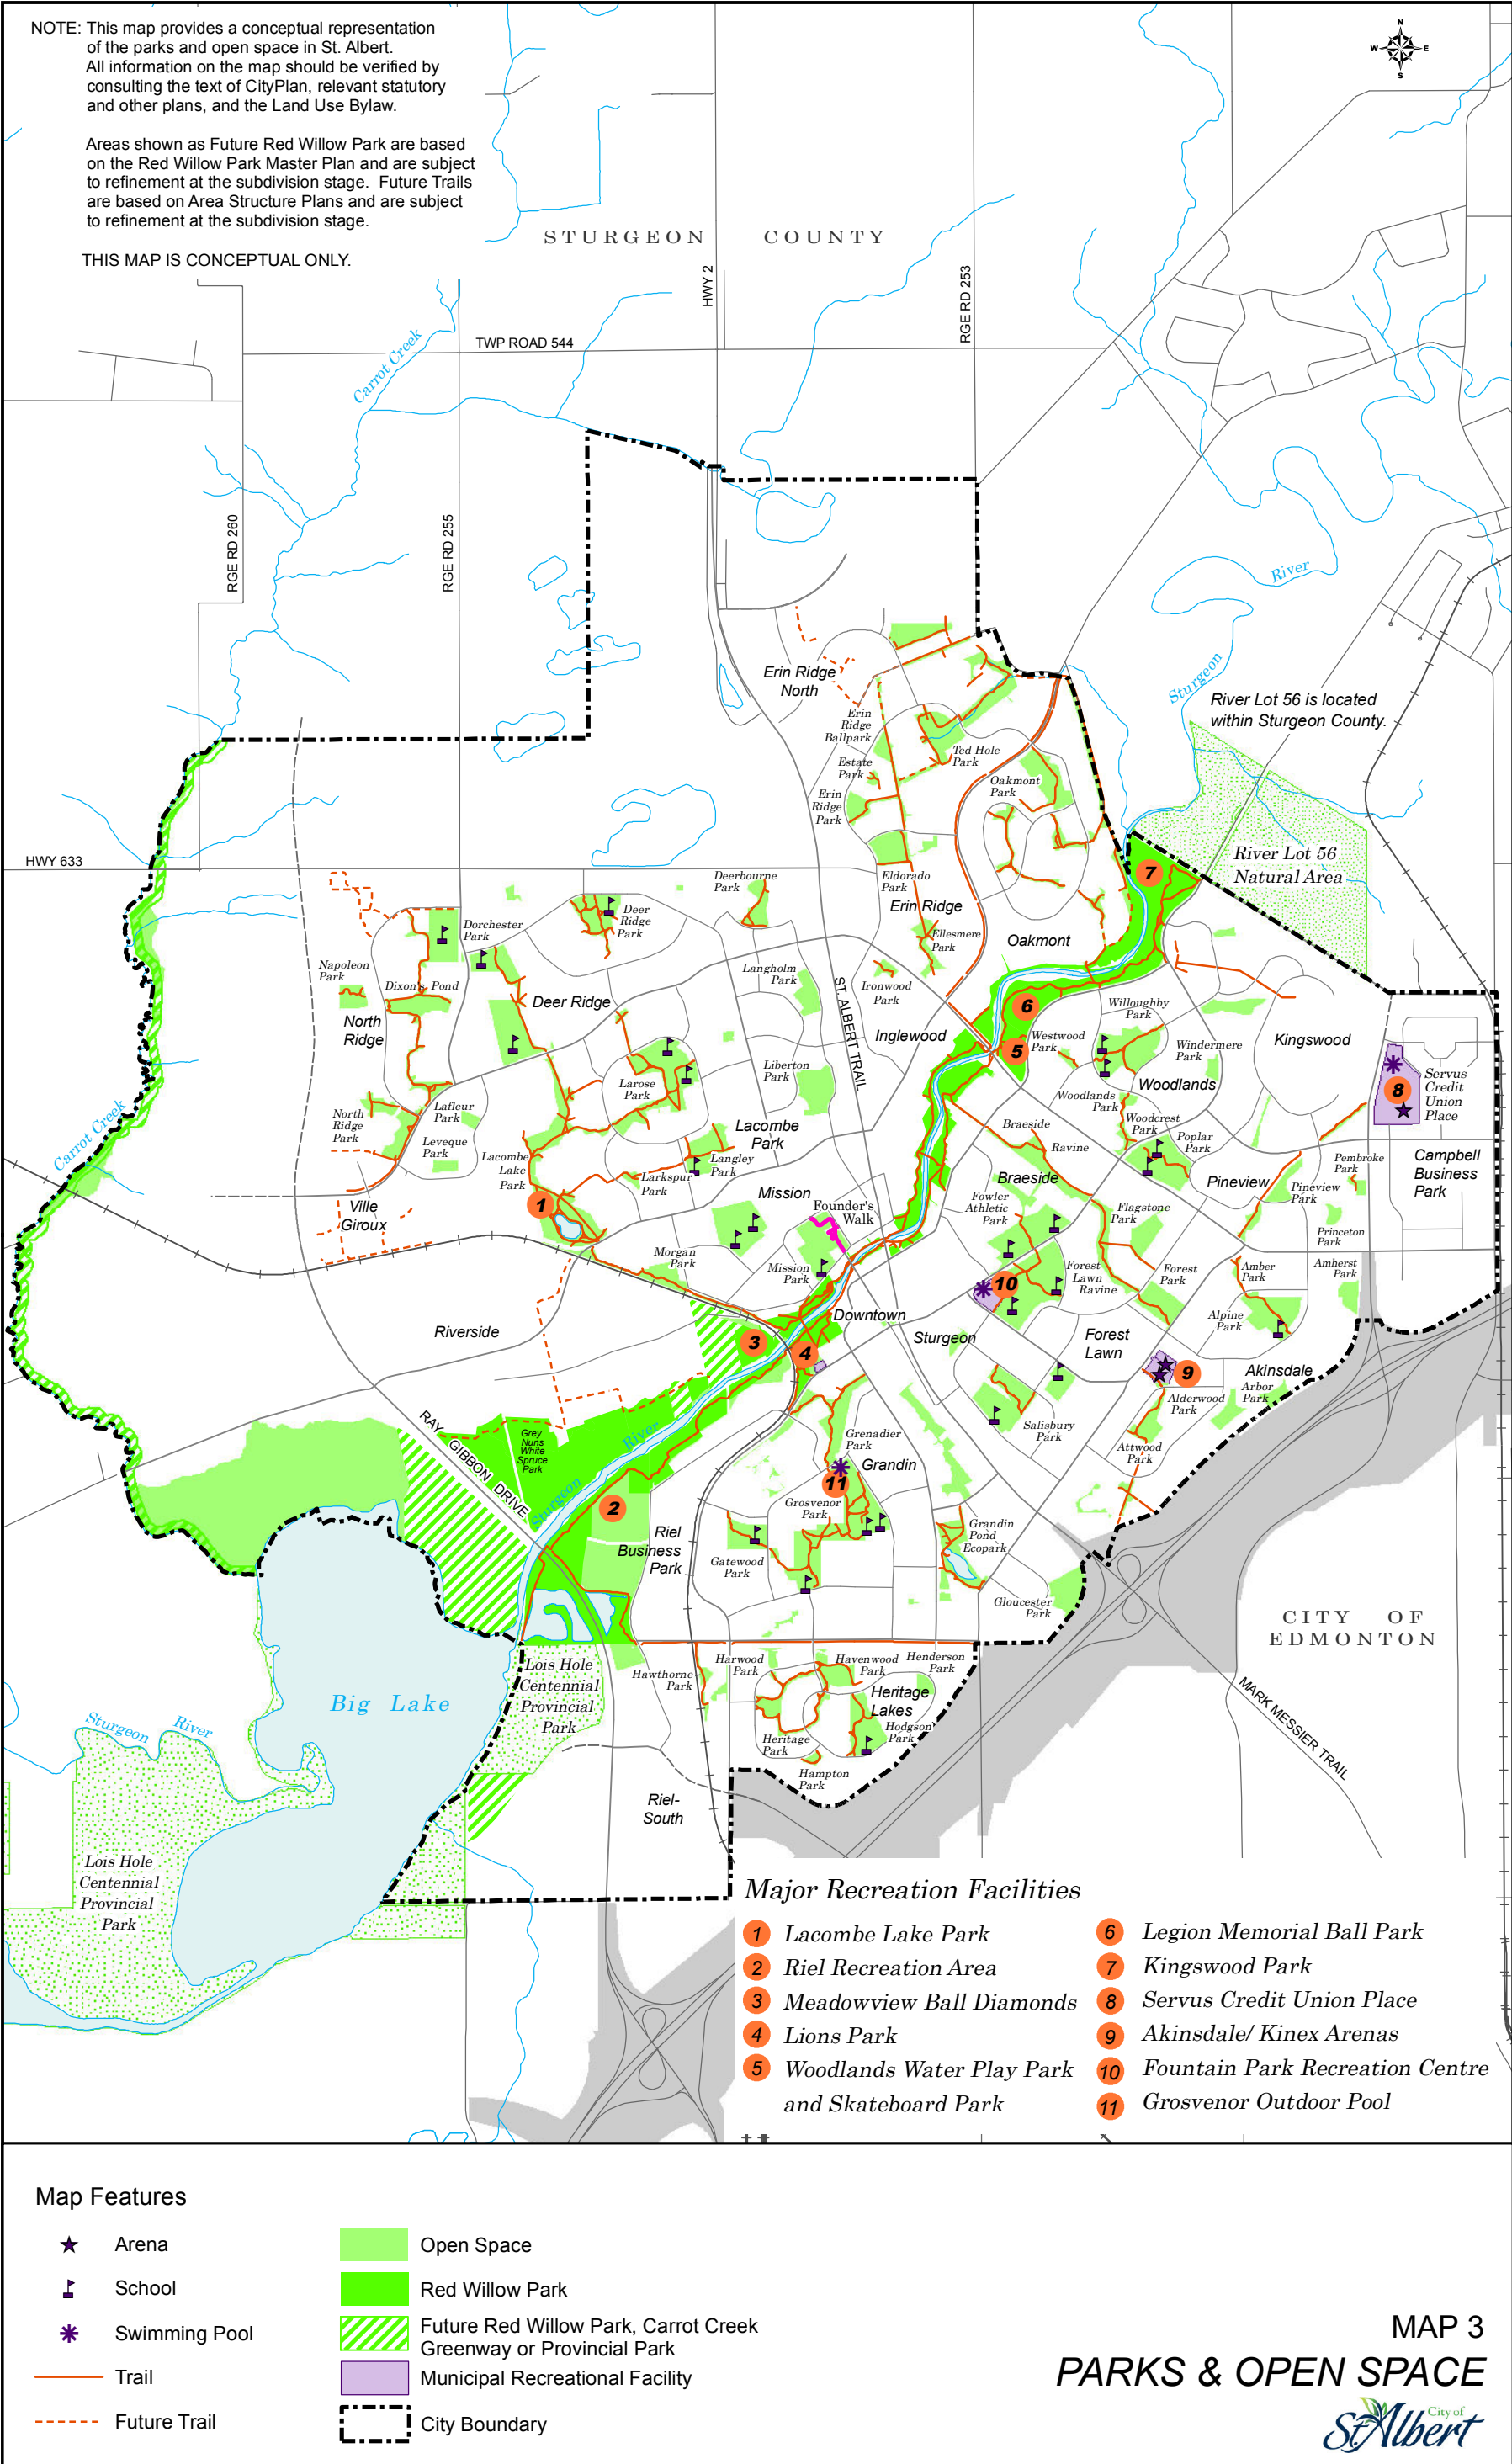 NOTE: This map provides a conceptual representation
of the parks and open space in St. Albert.
All information on the map should be verified by
consulting the text of CityPlan, relevant statutory
and other plans, and the Land Use Bylaw.
Areas shown as Future Red Willow Park are based
on the Red Willow Park Master Plan and are subject
to refinement at the subdivision stage. Future Trails
are based on Area Structure Plans and are subject
to refinement at the subdivision stage.
THIS MAP IS CONCEPTUAL ONLY.
N
W E
S
STURGEON COUNTY
HWY 2
RGE RD 253
TWP ROAD 544
Carrot Creek
RGE RD 260
RGE RD 255
River
Sturgeon
River Lot 56 is located
within Sturgeon County.
Erin Ridge
North
Erin
Ridge
Ballpark
Ted Hole
Park
Estate
Park
Oakmont
Park
Erin
Ridge
Park
HWY 633
River Lot 56
Natural Area
7
Deerbourne
Park
Eldorado
Park
Erin Ridge
Deer
Ridge
Park
Dorchester
Park
Ellesmere
Park
Oakmont
Napoleon
Park
Dixon's Pond
Langholm
Park
ST. ALBERT TRAIL
Ironwood
Park
Deer Ridge
6
Willoughby
Park
North
Ridge
Inglewood
Westwood
Park
5
Windermere
Park
Kingswood
Liberton
Park
Larose
Park
Woodlands
Servus
Credit
Union
Place
8
Woodlands
Park
North
Ridge
Park
Lafleur
Park
Leveque
Park
Lacombe
Park
Braeside
Ravine
Woodcrest
Park
Poplar
Park
Carrot Creek
Lacombe
Lake
Park
Langley
Park
Larkspur
Park
Braeside
Pineview
Pembroke
Park
Pineview
Park
Campbell
Business
Park
1
Ville
Giroux
Mission
Founder's
Walk
Fowler
Athletic
Park
Flagstone
Park
Princeton
Park
Morgan
Park
Mission
Park
Forest
Lawn
Ravine
Forest
Park
Amber
Park
Amherst
Park
10
Riverside
Downtown
Sturgeon
Forest
Lawn
Alpine
Park
3
4
9
Akinsdale
Alderwood
Park
Arbor
Park
RAY GIBBON DRIVE
Grey
Nuns
White
Spruce
Park
River
Sturgeon
Grenadier
Park
Salisbury
Park
Attwood
Park
Grandin
11
2
Grosvenor
Park
Riel
Business
Park
Gatewood
Park
Grandin
Pond
Ecopark
Gloucester
Park
CITY OF
EDMONTON
Lois Hole
Centennial
Provincial
Park
Hawthorne
Park
Harwood
Park
Havenwood
Park
Henderson
Park
Heritage
Lakes
Big Lake
Hodgson
Park
Heritage
Park
Hampton
Park
MARK MESSIER TRAIL
Sturgeon River
Riel-
South
Lois Hole
Centennial
Provincial
Park
Major Recreation Facilities
1 Lacombe Lake Park
2 Riel Recreation Area
3 Meadowview Ball Diamonds
4 Lions Park
5 Woodlands Water Play Park
and Skateboard Park
6 Legion Memorial Ball Park
7 Kingswood Park
8 Servus Credit Union Place
9 Akinsdale/ Kinex Arenas
10 Fountain Park Recreation Centre
11 Grosvenor Outdoor Pool
Map Features
Arena
School
Swimming Pool
Trail
Future Trail
Open Space
Red Willow Park
Future Red Willow Park, Carrot Creek
Greenway or Provincial Park
Municipal Recreational Facility
City Boundary
MAP 3
PARKS & OPEN SPACE
City of
St. Albert